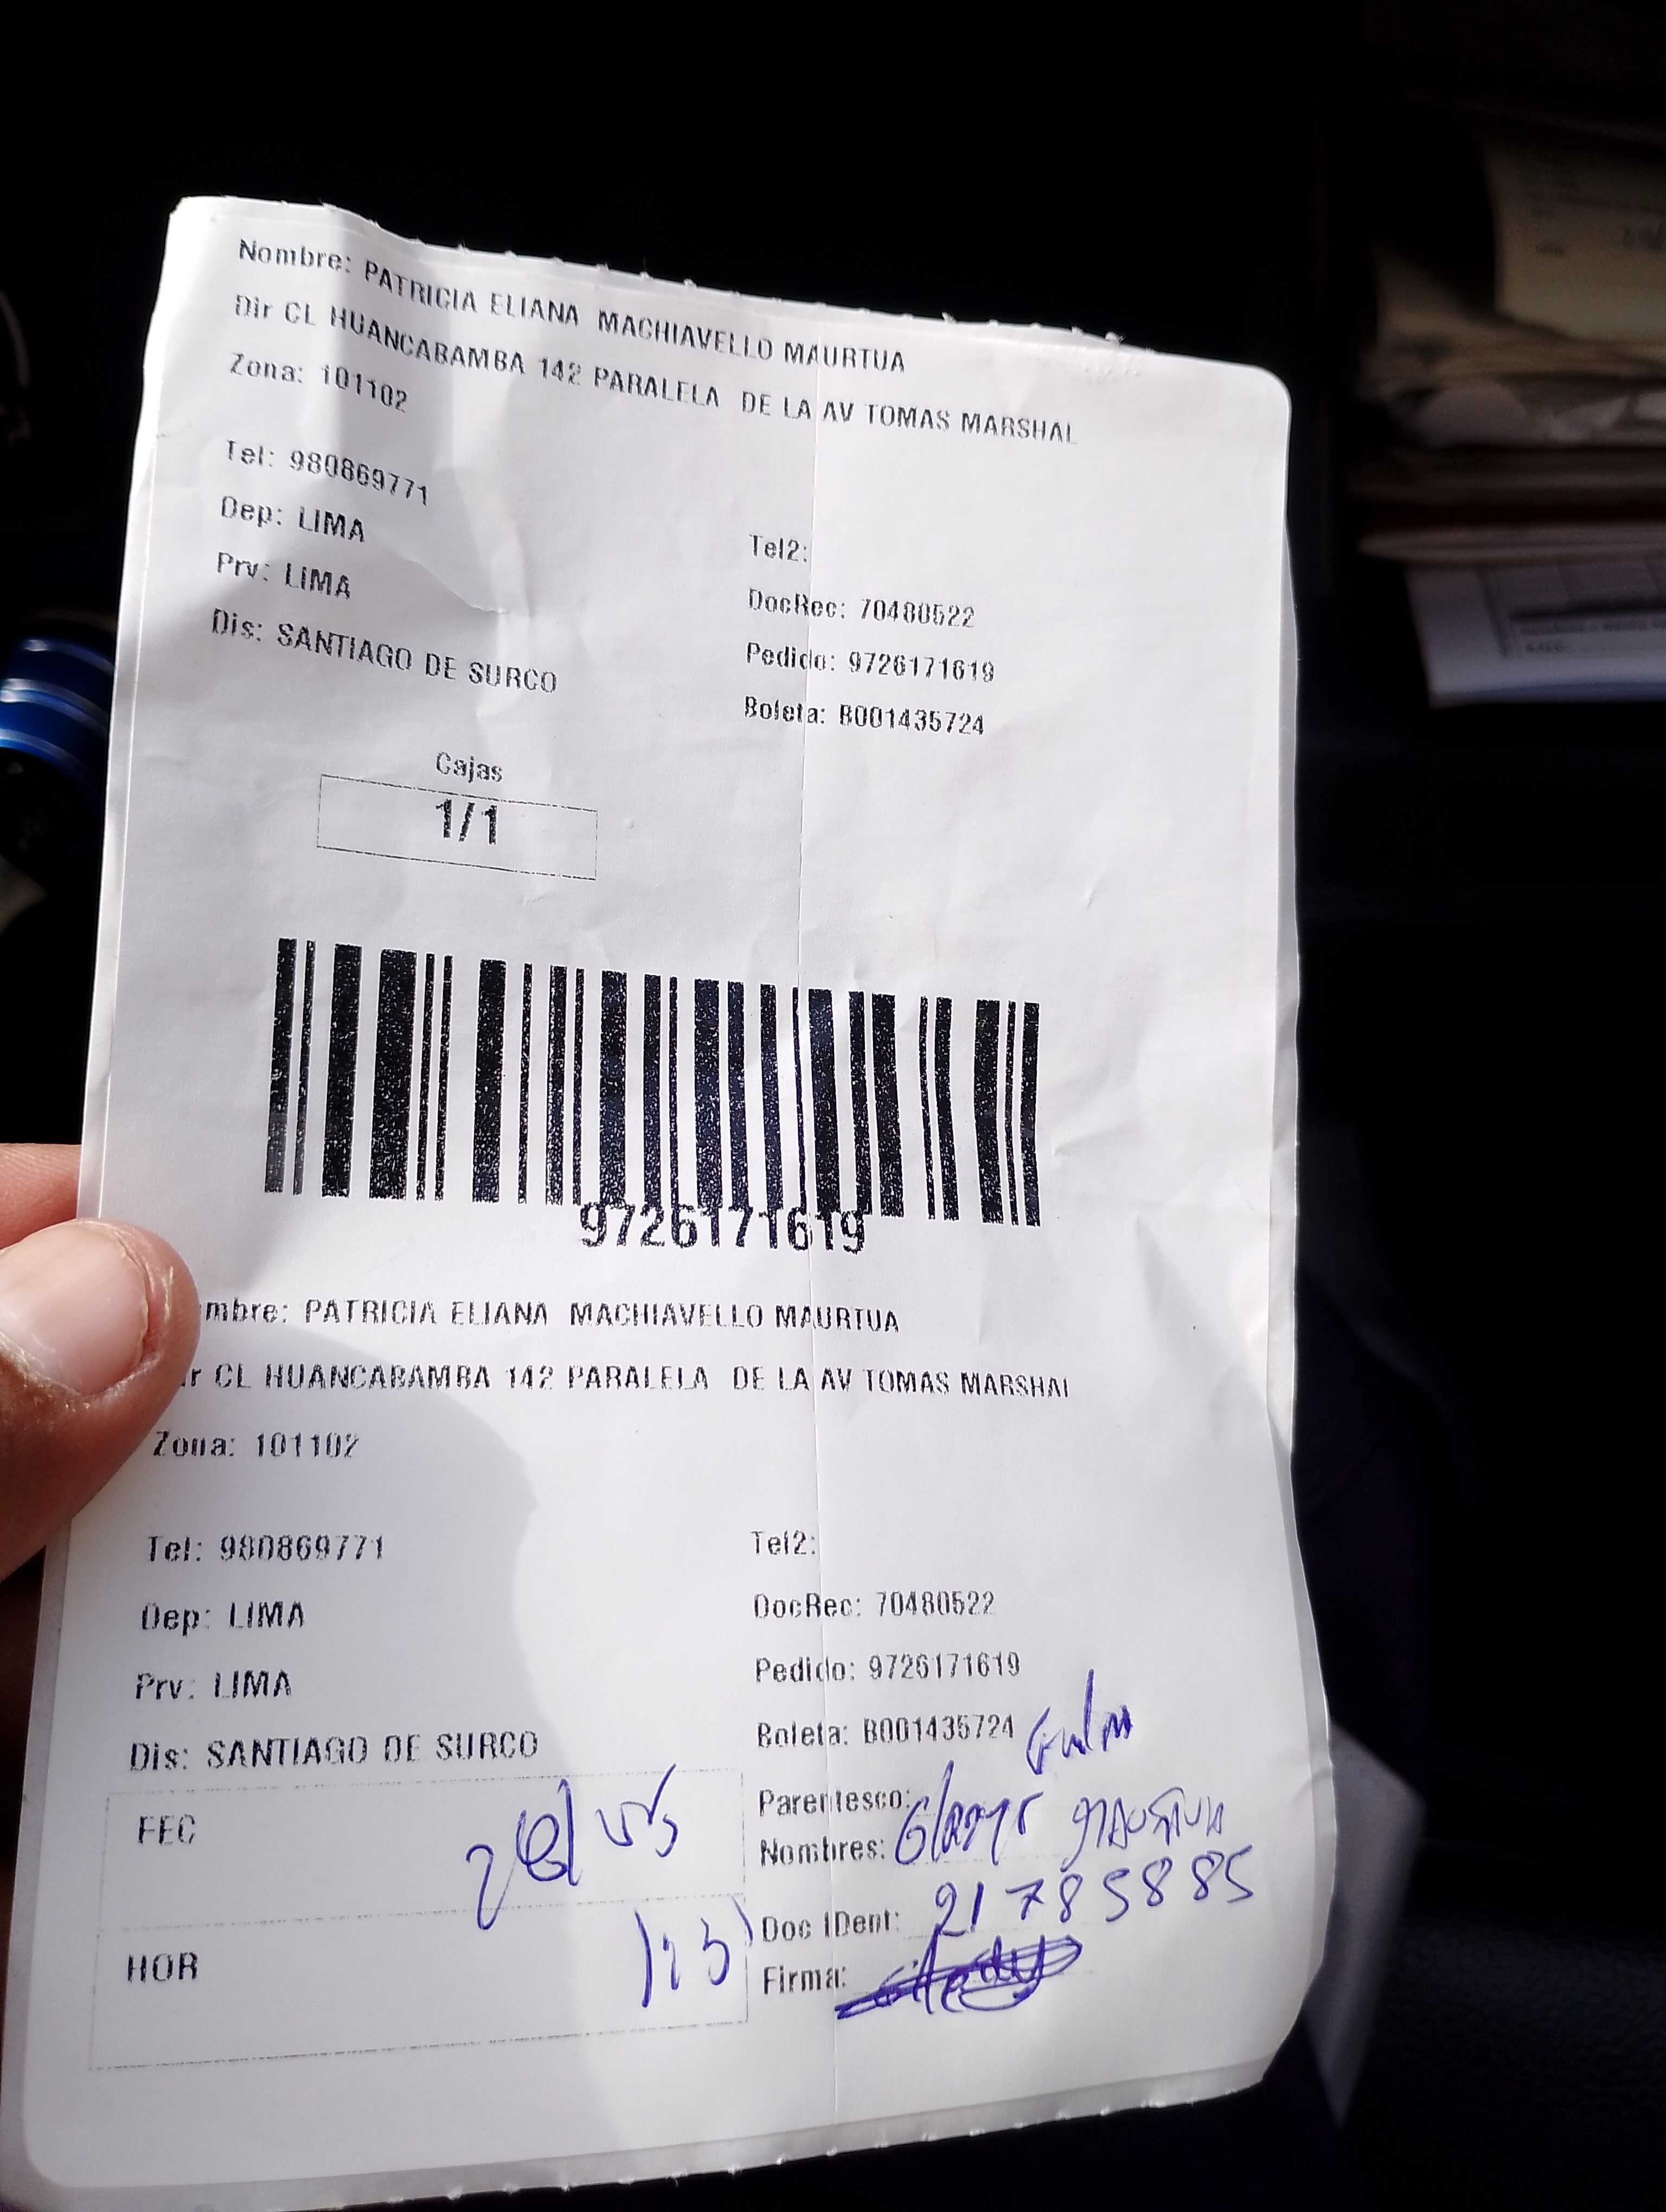 Nombre: PATRICIA ELIANA MACHIAVELLO MAURTUA
Dir CL HUANCABAMBA 142 PARALELA DE LA AV TOMAS MARSHAL
Zona: 101102
Tel: 980869771
Tel2:
Dep: LIMA
DocRec: 70480522
Prv: LIMA
Pedido: 9726171619
Dis: SANTIAGO DE SURCO
Boleta: B001435724
Cajas
1/1
9726171619
mbre: PATRICIA ELIANA MACHIAVELLO MAURTUA
ir CL HUANCABAMBA 142 PARALELA DE LA AV TOMAS MARSHAL
Zona: 101102
Tel: 980869771
Tel2:
Dep: LIMA
DocRec: 70480522
Prv: LIMA
Pedido: 9726171619
Dis: SANTIAGO DE SURCO
Boleta: B001435724
FEC
Parentesco:
Nombres: MAURTUA
HOR
Doc IDent: 21785885
Firma: